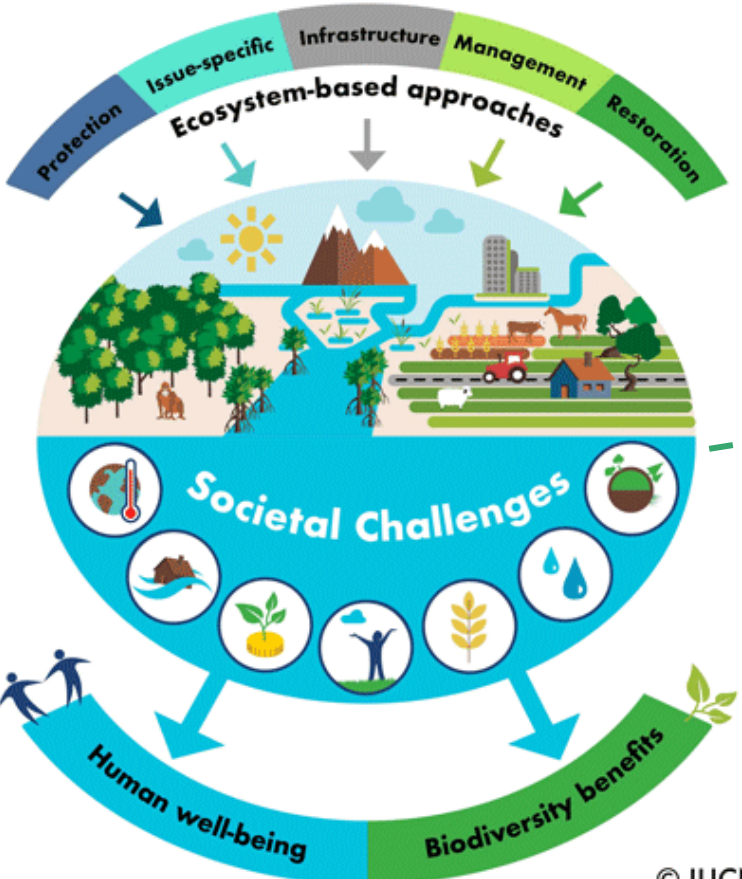 Protection
Issue-specific
Infrastructure
Management
Restoration
Ecosystem-based approaches
Societal Challenges
Human well-being
Biodiversity benefits
©